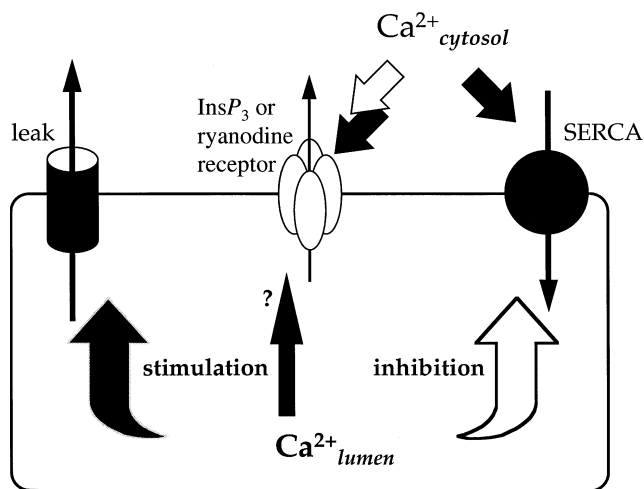 Ca²⁺cytosol
InsP₃ or
ryanodine
receptor
leak
SERCA
?
stimulation
inhibition
Ca²⁺lumen